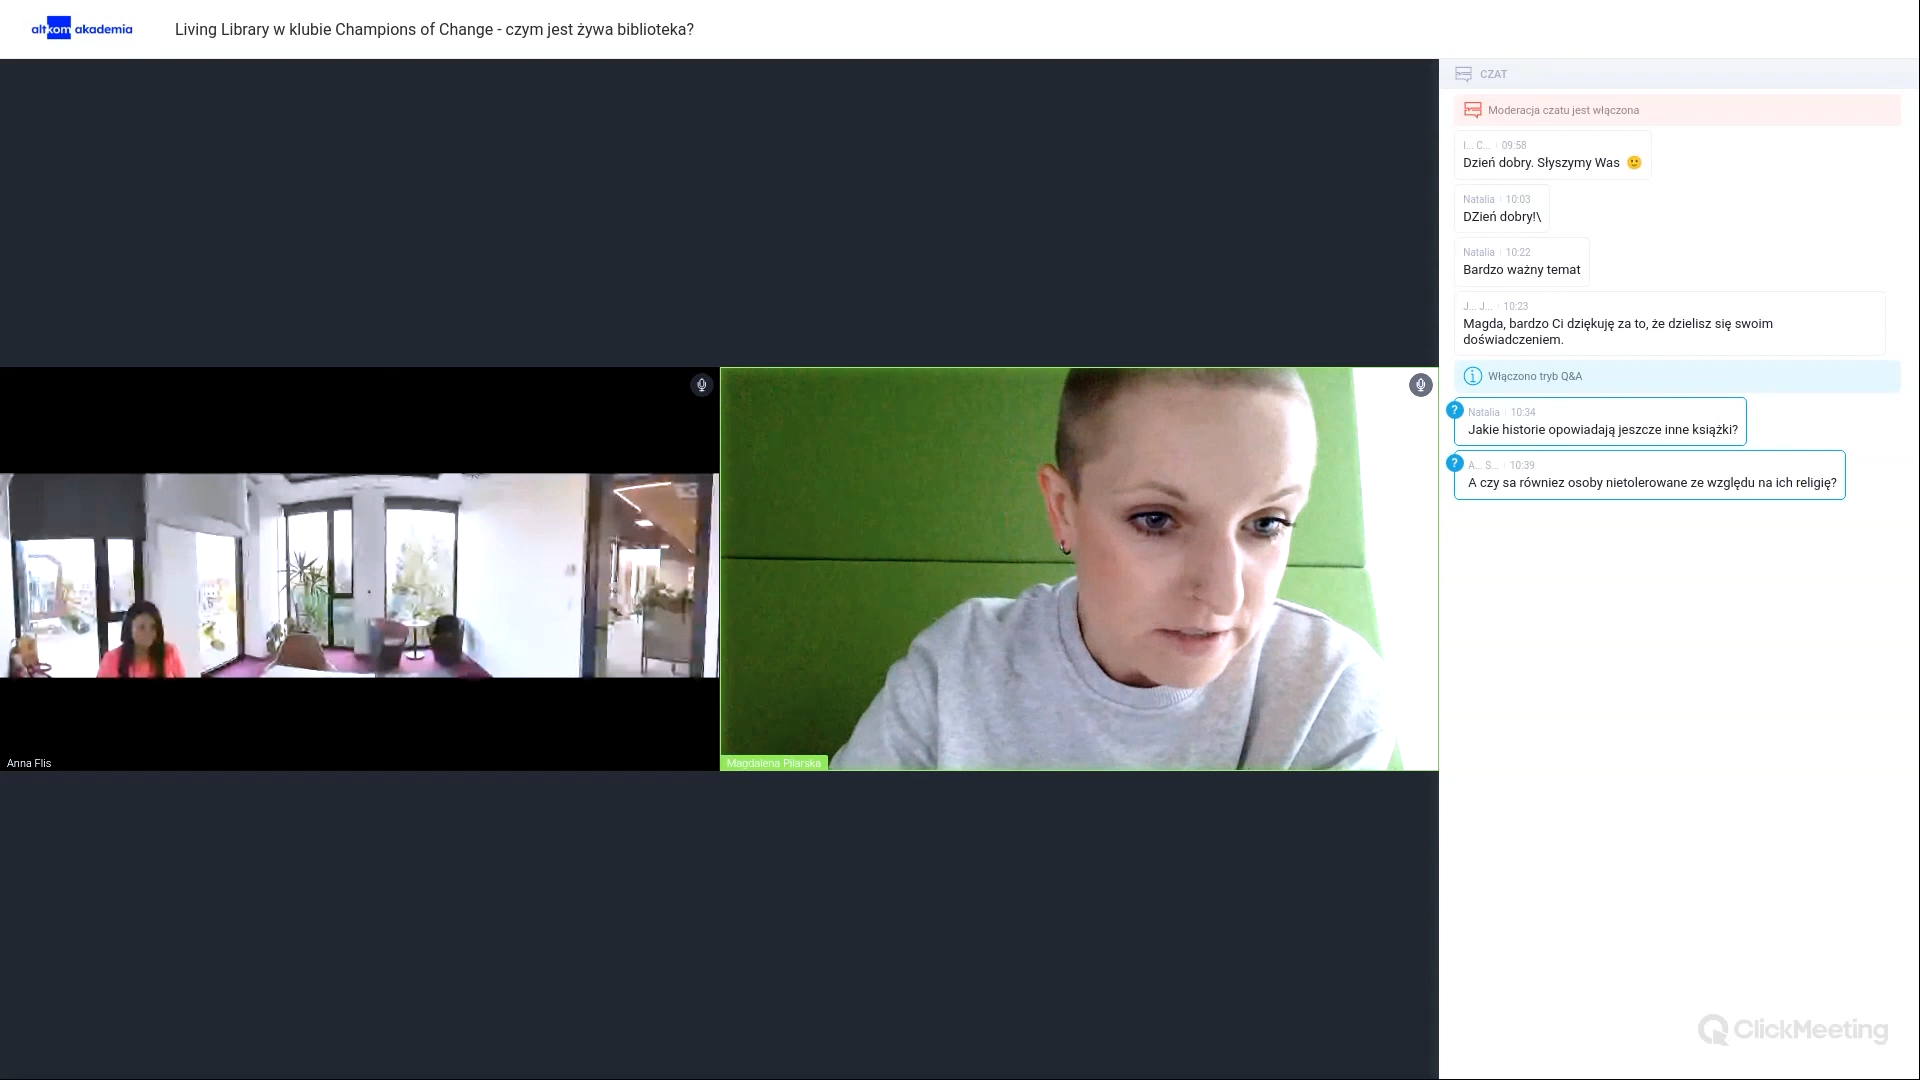 altkom akademia
Living Library w klubie Champions of Change - czym jest żywa biblioteka?
CZAT
Moderacja czatu jest włączona
I... C... 09:58
Dzień dobry. Słyszymy Was 🙂
Natalia 10:03
DZień dobry!\
Natalia 10:22
Bardzo ważny temat
J... J... 10:23
Magda, bardzo Ci dziękuję za to, że dzielisz się swoim
doświadczeniem.
Włączono tryb Q&A
? Natalia 10:34
Jakie historie opowiadają jeszcze inne książki?
? A... S... 10:39
A czy sa równiez osoby nietolerowane ze względu na ich religię?
Anna Flis
Magdalena Pilarska
ClickMeeting